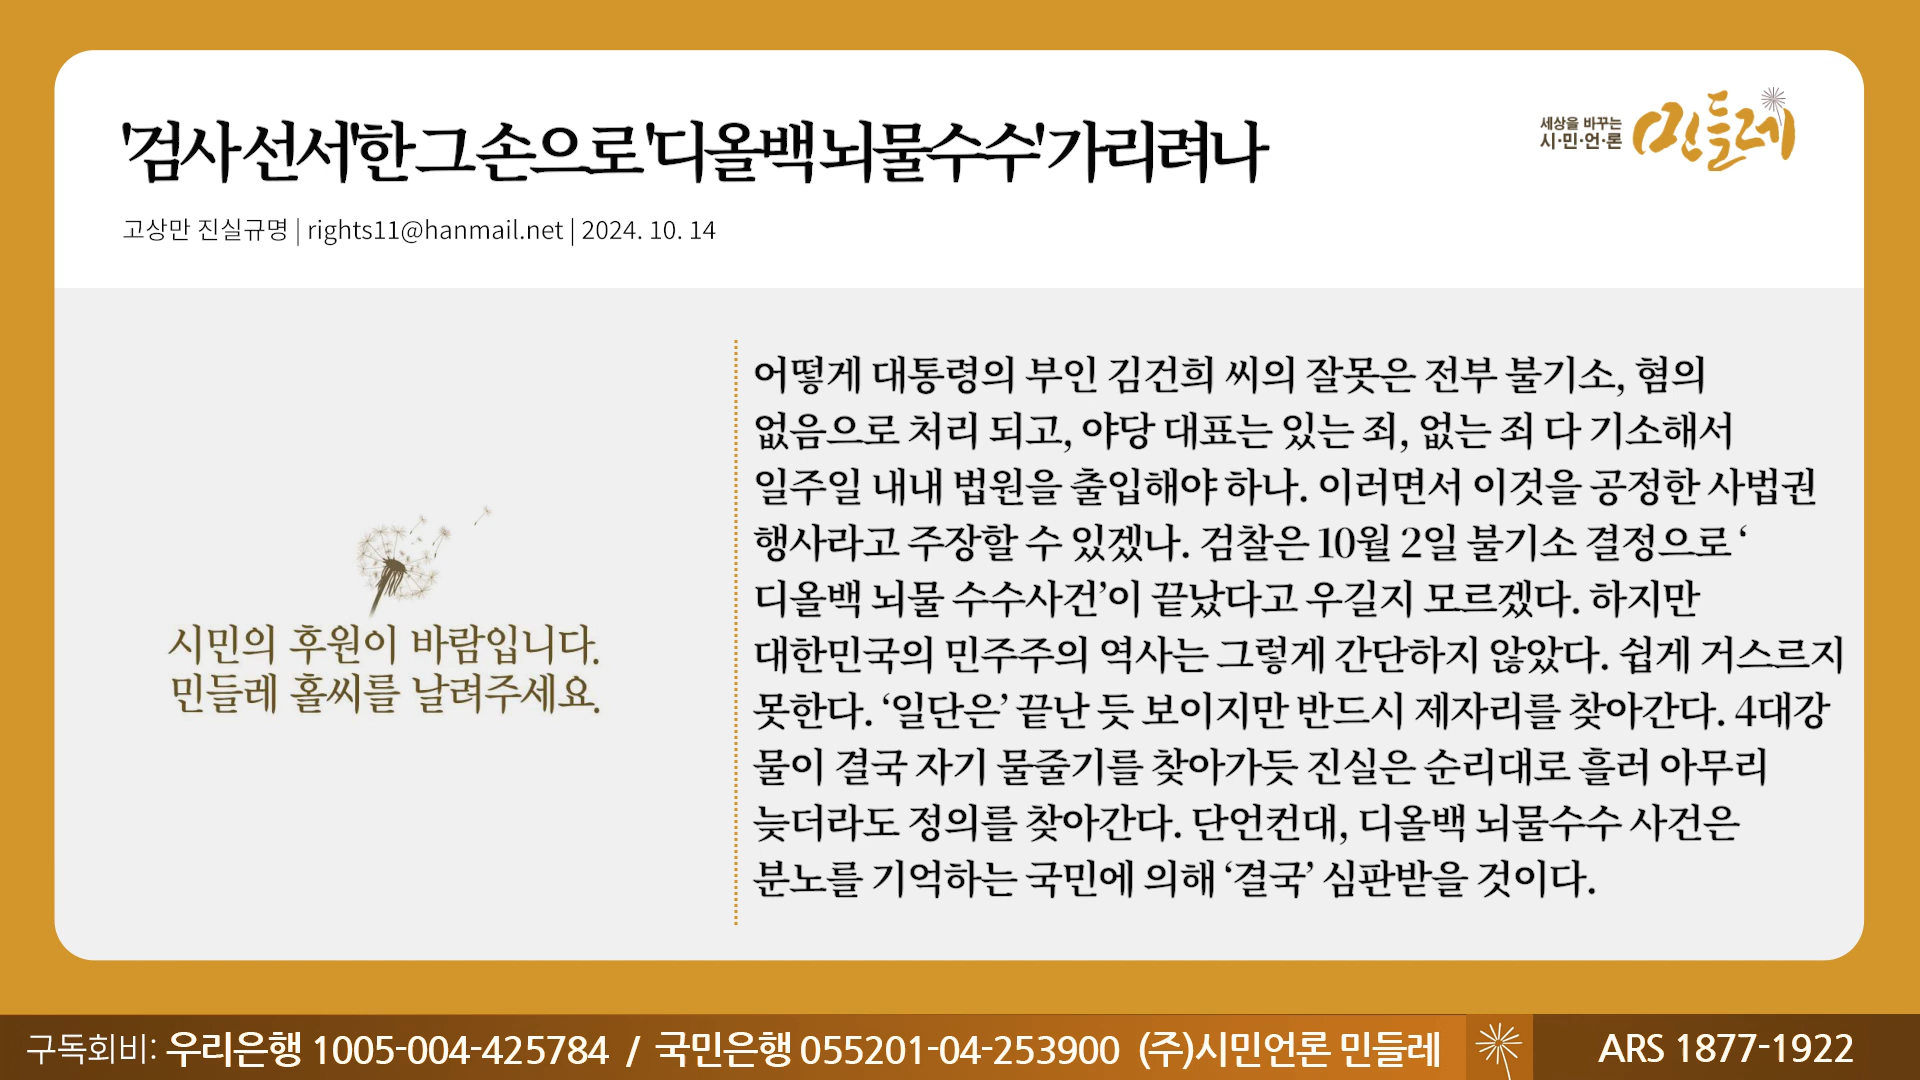 '검사 선서'한 그 손으로 '디올백 뇌물수수' 가리려나
세상을 바꾸는
시·민·언·론
민들레
고상만 진실규명 | rights11@hanmail.net | 2024. 10. 14
시민의 후원이 바람입니다.
민들레 홀씨를 날려주세요.
어떻게 대통령의 부인 김건희 씨의 잘못은 전부 불기소, 혐의
없음으로 처리 되고, 야당 대표는 있는 죄, 없는 죄 다 기소해서
일주일 내내 법원을 출입해야 하나. 이러면서 이것을 공정한 사법권
행사라고 주장할 수 있겠나. 검찰은 10월 2일 불기소 결정으로 ‘
디올백 뇌물 수수사건’이 끝났다고 우길지 모르겠다. 하지만
대한민국의 민주주의 역사는 그렇게 간단하지 않았다. 쉽게 거스르지
못한다. ‘일단은’ 끝난 듯 보이지만 반드시 제자리를 찾아간다. 4대강
물이 결국 자기 물줄기를 찾아가듯 진실은 순리대로 흘러 아무리
늦더라도 정의를 찾아간다. 단언컨대, 디올백 뇌물수수 사건은
분노를 기억하는 국민에 의해 ‘결국’ 심판받을 것이다.
구독회비: 우리은행 1005-004-425784 / 국민은행 055201-04-253900 (주)시민언론 민들레
ARS 1877-1922